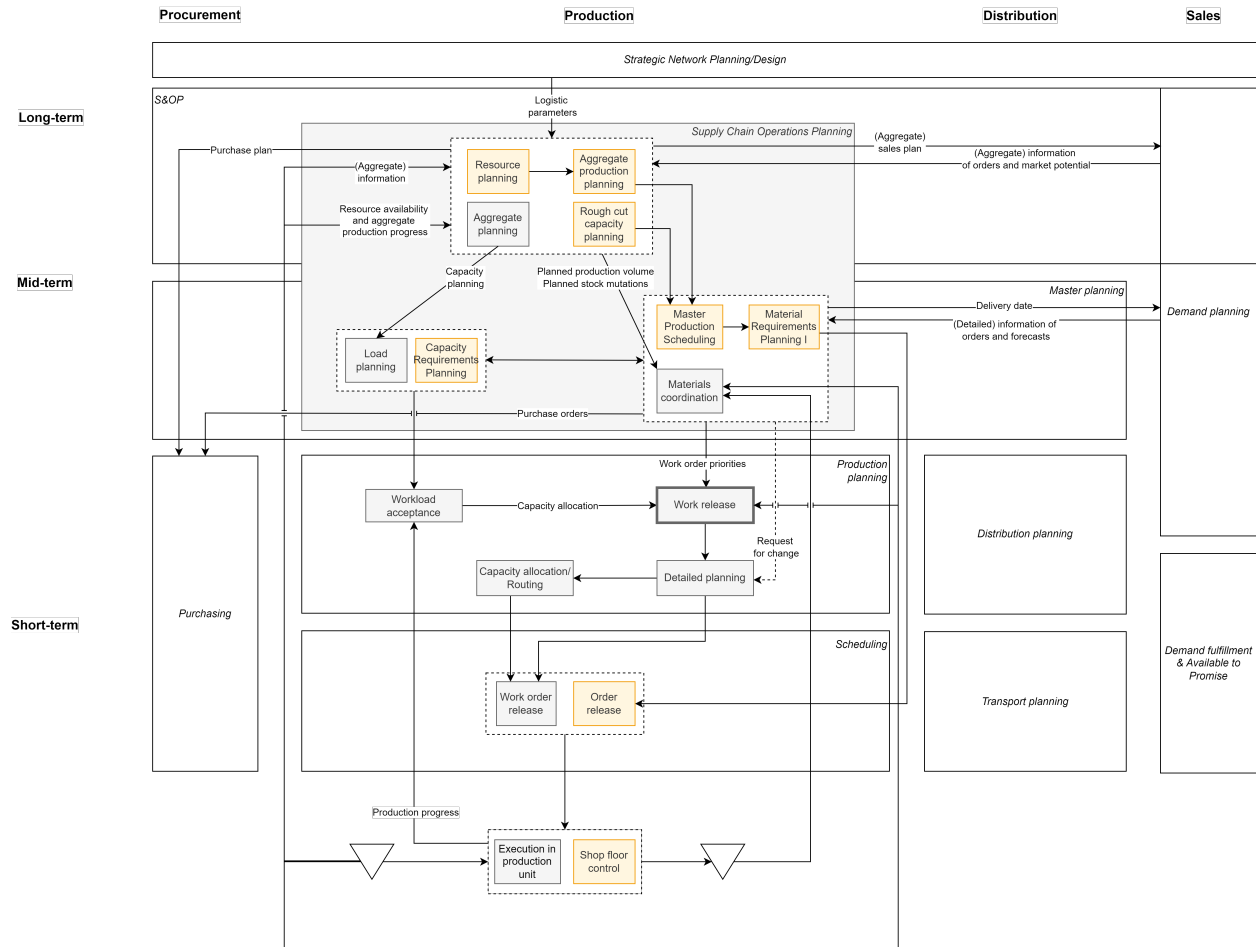 Procurement
Production
Distribution
Sales
Strategic Network Planning/Design
S&OP
Logistic
parameters
Long-term
Supply Chain Operations Planning
(Aggregate)
sales plan
Purchase plan
(Aggregate)
information
Resource
planning
Aggregate
production
planning
(Aggregate) information
of orders and market potential
Resource availability
and aggregate
production progress
Aggregate
planning
Rough cut
capacity
planning
Mid-term
Capacity
planning
Planned production volume
Planned stock mutations
Master planning
Delivery date
Demand planning
Master
Production
Scheduling
Material
Requirements
Planning I
(Detailed) information of
orders and forecasts
Load
planning
Capacity
Requirements
Planning
Materials
coordination
Purchase orders
Work order priorities
Production
planning
Workload
acceptance
Capacity allocation
Work release
Distribution planning
Request
for change
Capacity allocation/
Routing
Detailed planning
Purchasing
Short-term
Scheduling
Demand fulfillment
& Available to
Promise
Work order
release
Order
release
Transport planning
Production progress
Execution in
production
unit
Shop floor
control